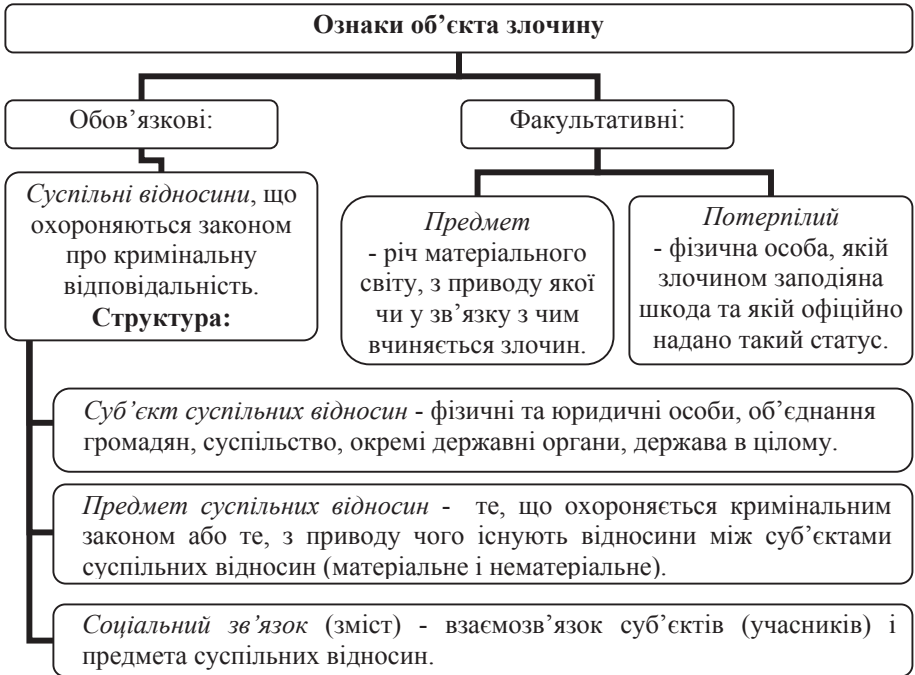 Ознаки об’єкта злочину
Обов’язкові:
Факультативні:
Суспільні відносини, що
охороняються законом
про кримінальну
відповідальність.
Структура:
Предмет
- річ матеріального
світу, з приводу якої
чи у зв’язку з чим
вчиняється злочин.
Потерпілий
- фізична особа, якій
злочином заподіяна
шкода та якій офіційно
надано такий статус.
Суб’єкт суспільних відносин - фізичні та юридичні особи, об’єднання
громадян, суспільство, окремі державні органи, держава в цілому.
Предмет суспільних відносин - те, що охороняється кримінальним
законом або те, з приводу чого існують відносини між суб’єктами
суспільних відносин (матеріальне і нематеріальне).
Соціальний зв’язок (зміст) - взаємозв’язок суб’єктів (учасників) і
предмета суспільних відносин.